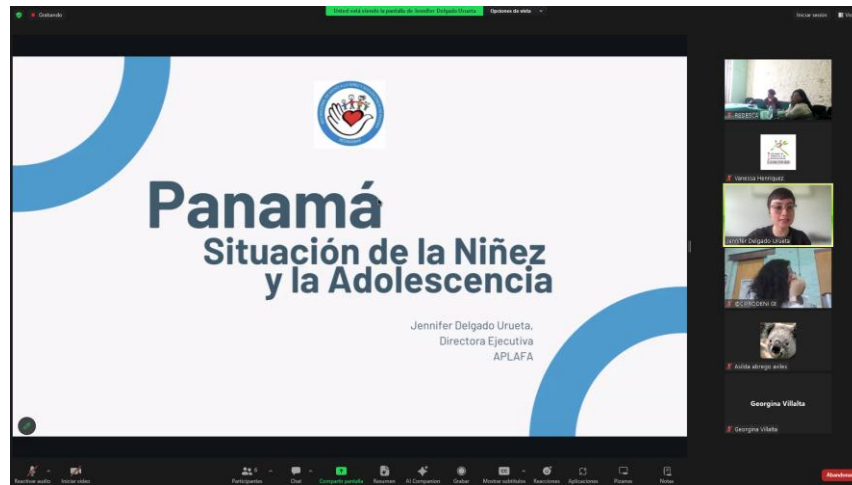 Grabando
Usted está viendo la pantalla de Jennifer Delgado Urueta
Opciones de vista
Iniciar sesión
Panamá
Situación de la Niñez
y la Adolescencia
Jennifer Delgado Urueta,
Directora Ejecutiva
APLAFA
REDESCA
Vanessa Henriquez
Jennifer Delgado Urueta
Asilda abrego aviles
Georgina Villalta
Georgina Villalta
Reactivar audio
Iniciar video
Participantes
6
Chat
Compartir pantalla
Resumen
AI Companion
Grabar
Mostrar subtítulos
Reacciones
Aplicaciones
Pizarras
Notas